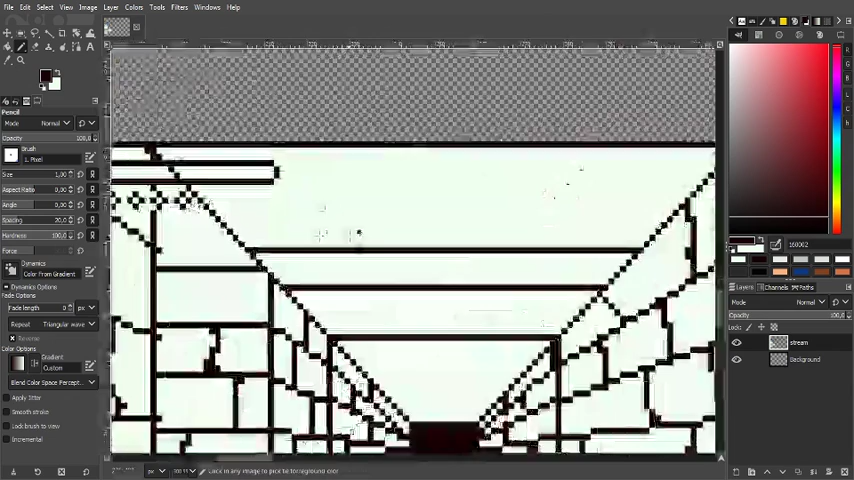 File Edit Select View Image Layer Colors Tools Filters Windows Help
Pencil
Mode Normal
Opacity 100,0
Brush
1. Pixel
Size 1,00
Aspect Ratio 0,00
Angle 0,00
Spacing 20,0
Hardness 100,0
Force
Dynamics
Color From Gradient
Dynamics Options
Fade Options
Fade length 0 px
Repeat Triangular wave
Reverse
Color Options
Gradient
Custom
Blend Color Space Percept...
Apply Jitter
Smooth stroke
Lock brush to view
Incremental
px
Click in any image to pick the foreground color
R
G
B
L
C
h
160002
Layers Channels Paths
Mode Normal
Opacity 100,0
Lock:
stream
Background